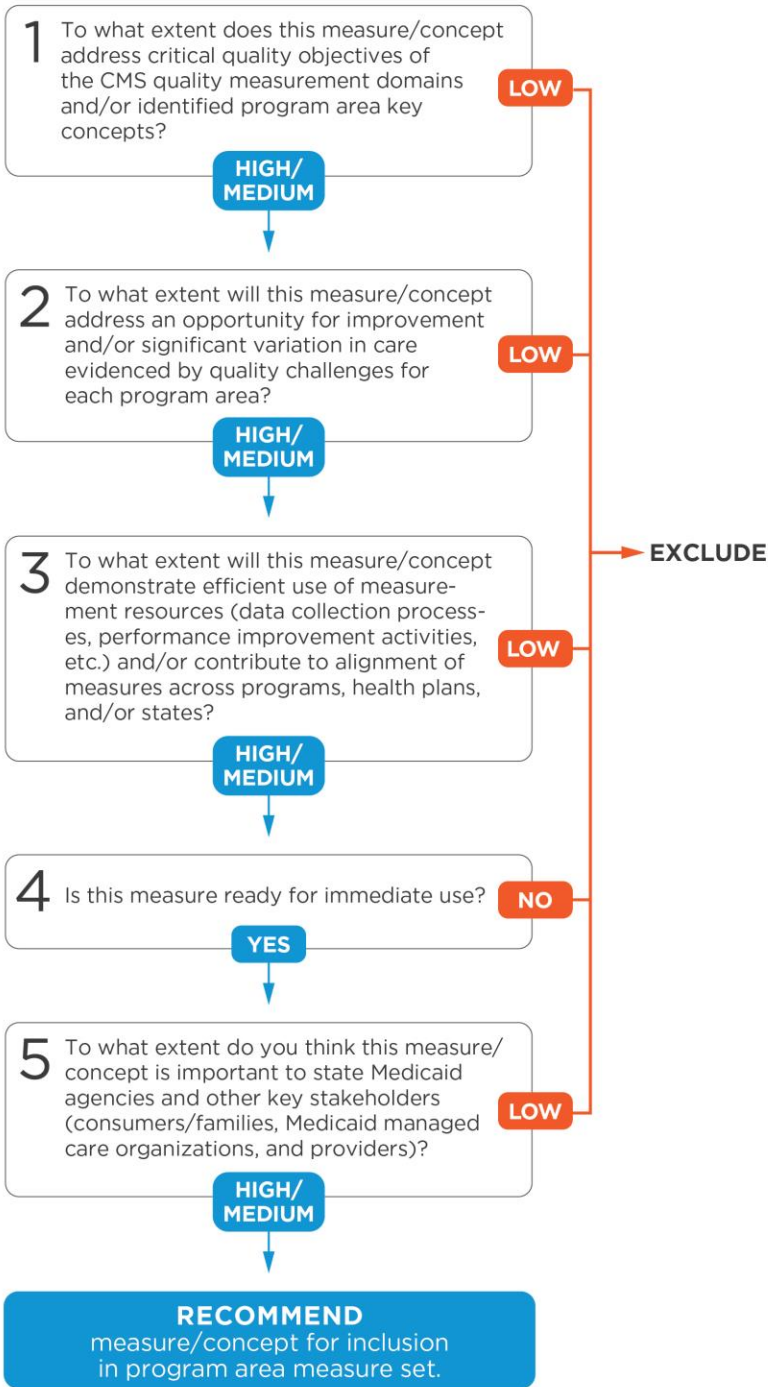 1
To what extent does this measure/concept
address critical quality objectives of
the CMS quality measurement domains
and/or identified program area key
concepts?
LOW
HIGH/
MEDIUM
2
To what extent will this measure/concept
address an opportunity for improvement
and/or significant variation in care
evidenced by quality challenges for
each program area?
LOW
HIGH/
MEDIUM
3
To what extent will this measure/concept
demonstrate efficient use of measure-
ment resources (data collection process-
es, performance improvement activities,
etc.) and/or contribute to alignment of
measures across programs, health plans,
and/or states?
LOW
EXCLUDE
HIGH/
MEDIUM
4
Is this measure ready for immediate use?
NO
YES
5
To what extent do you think this measure/
concept is important to state Medicaid
agencies and other key stakeholders
(consumers/families, Medicaid managed
care organizations, and providers)?
LOW
HIGH/
MEDIUM
RECOMMEND
measure/concept for inclusion
in program area measure set.